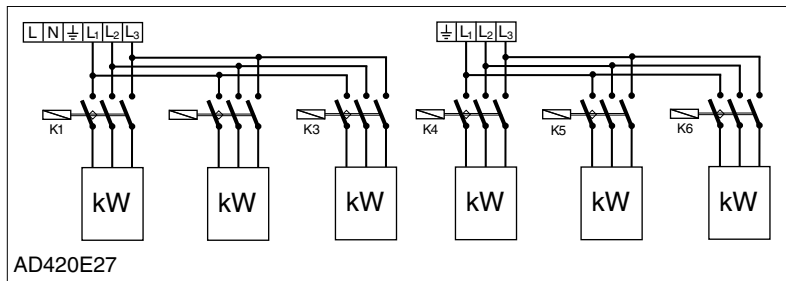 L N ⏚ L1 L2 L3
⏚ L1 L2 L3
K1
K3
K4
K5
K6
kW
kW
kW
kW
kW
kW
AD420E27